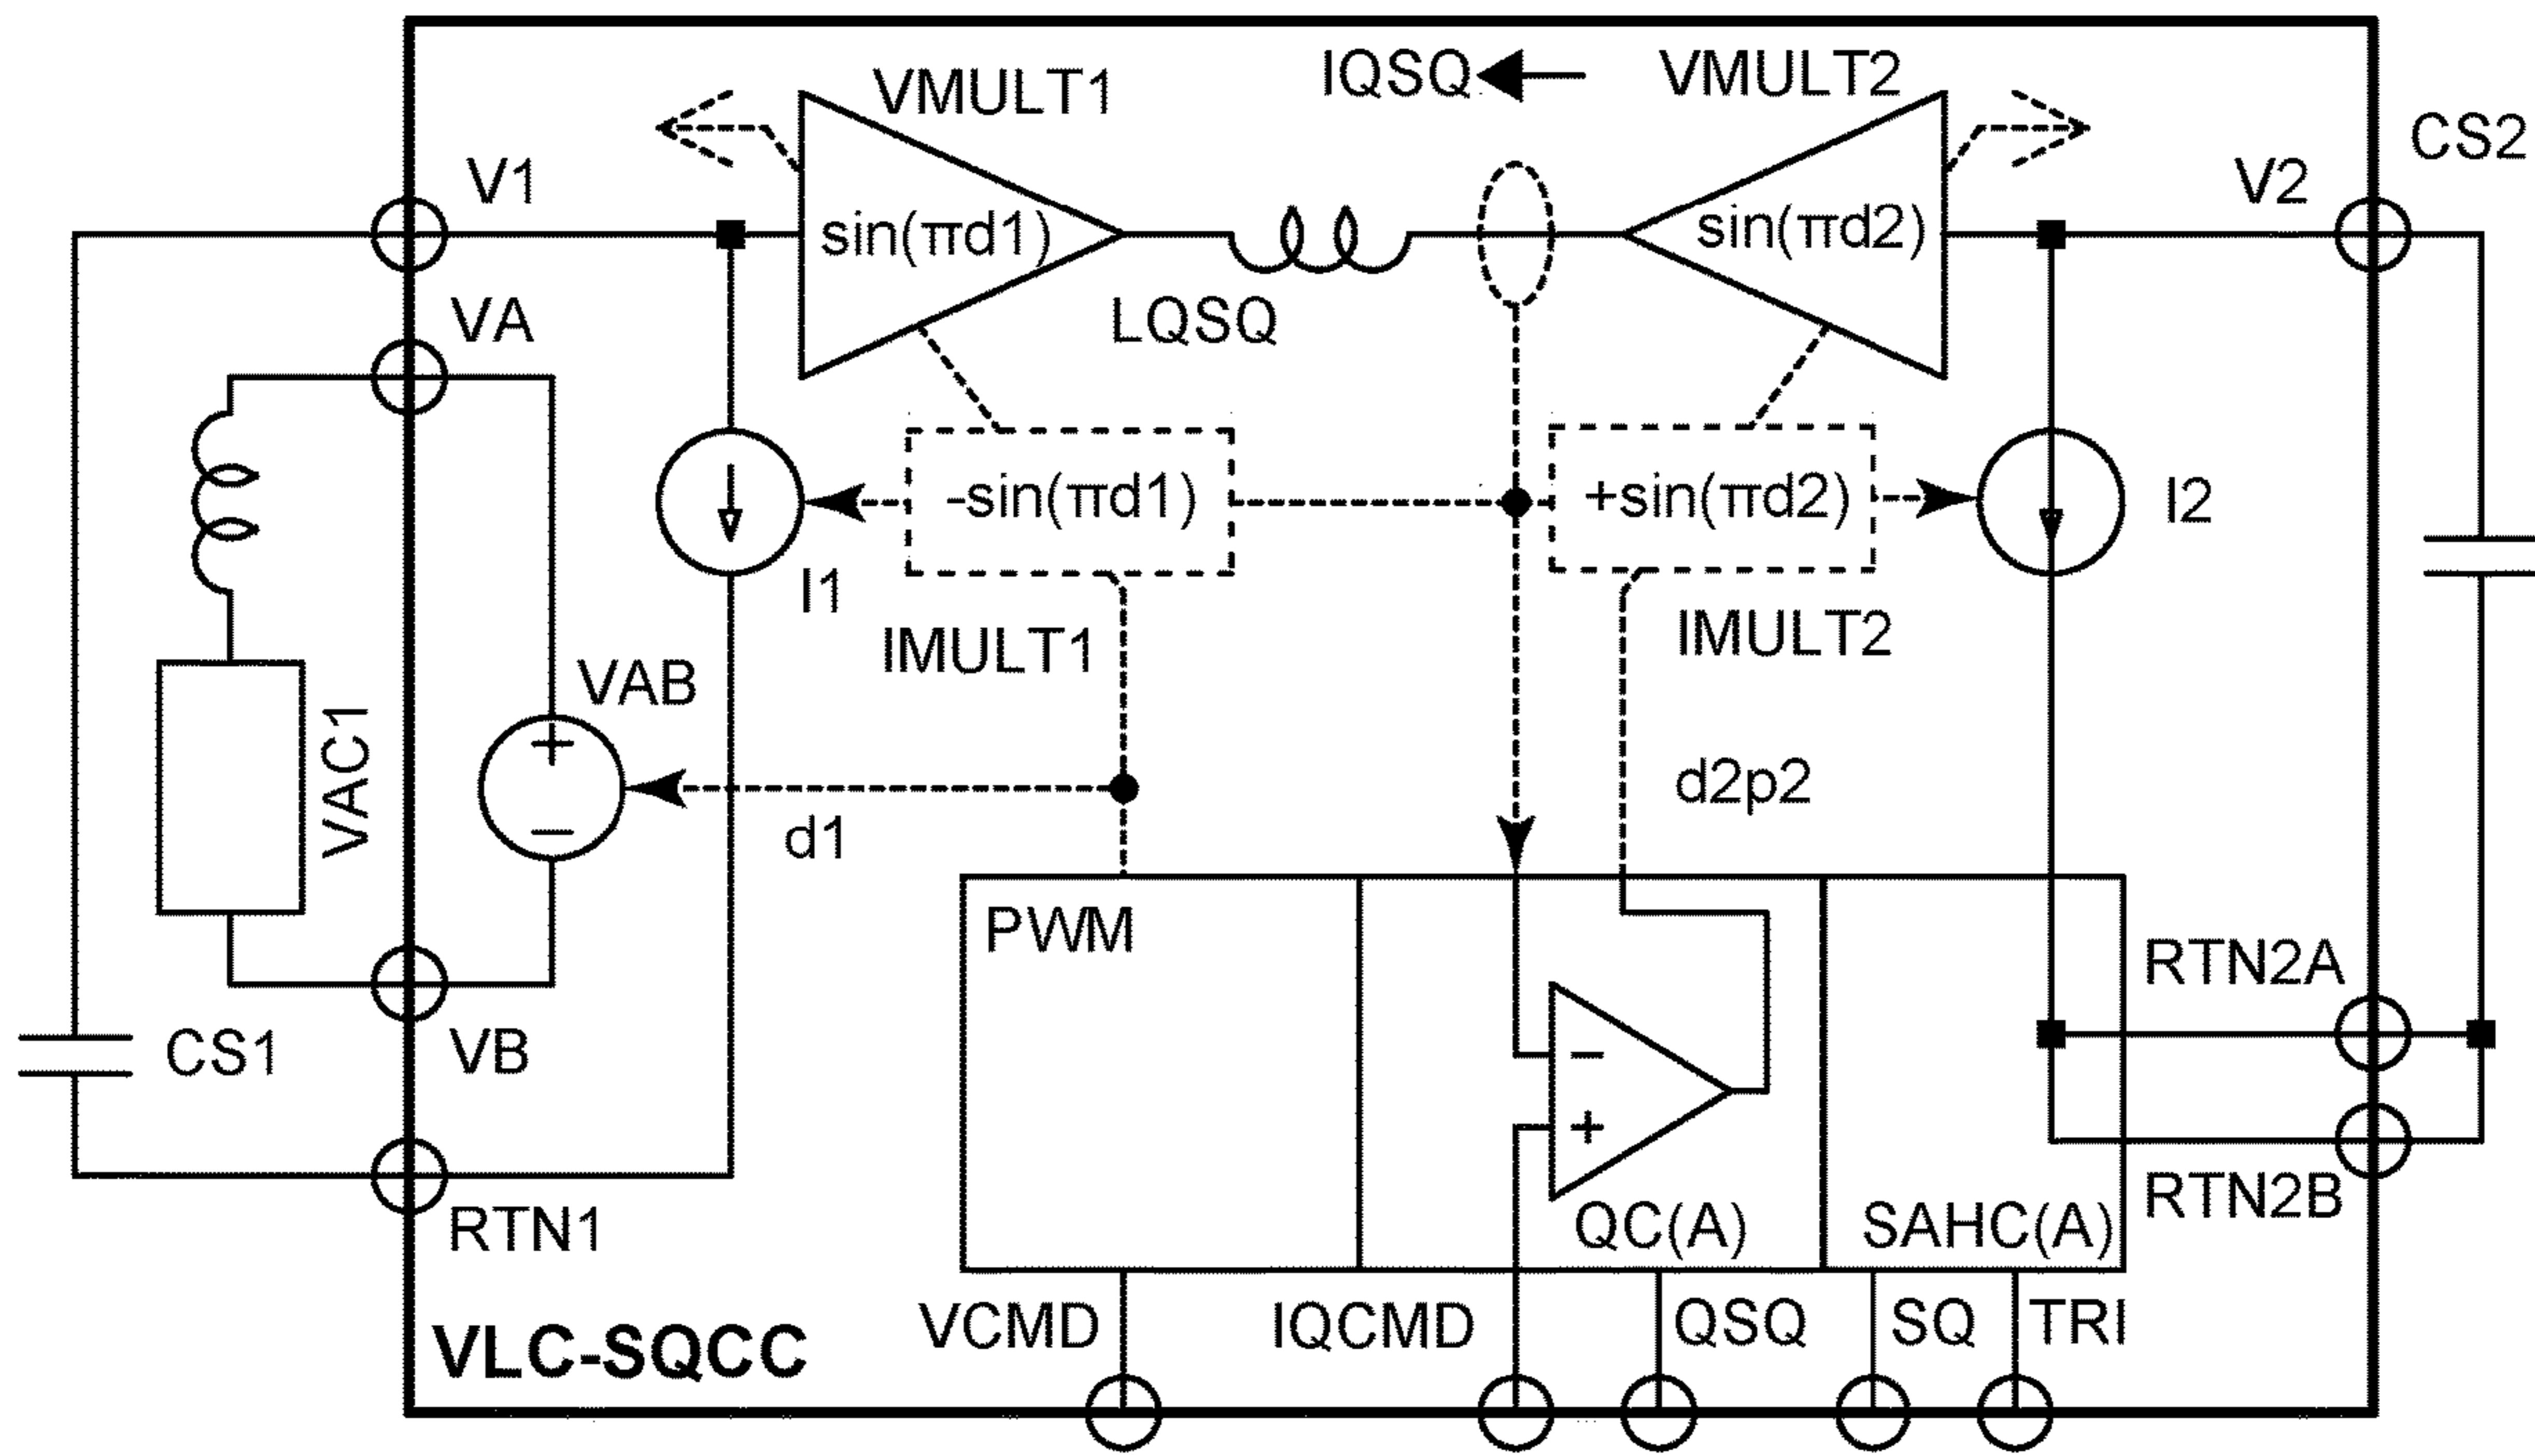 VMULT1
IQSQ
VMULT2
CS2
V1
V2
sin(πd1)
sin(πd2)
VA
LQSQ
-sin(πd1)
+sin(πd2)
I2
I1
IMULT1
IMULT2
VAB
+
−
VAC1
d2p2
d1
PWM
RTN2A
CS1
VB
−
+
RTN2B
RTN1
QC(A)
SAHC(A)
VCMD
IQCMD
QSQ
SQ
TRI
VLC-SQCC